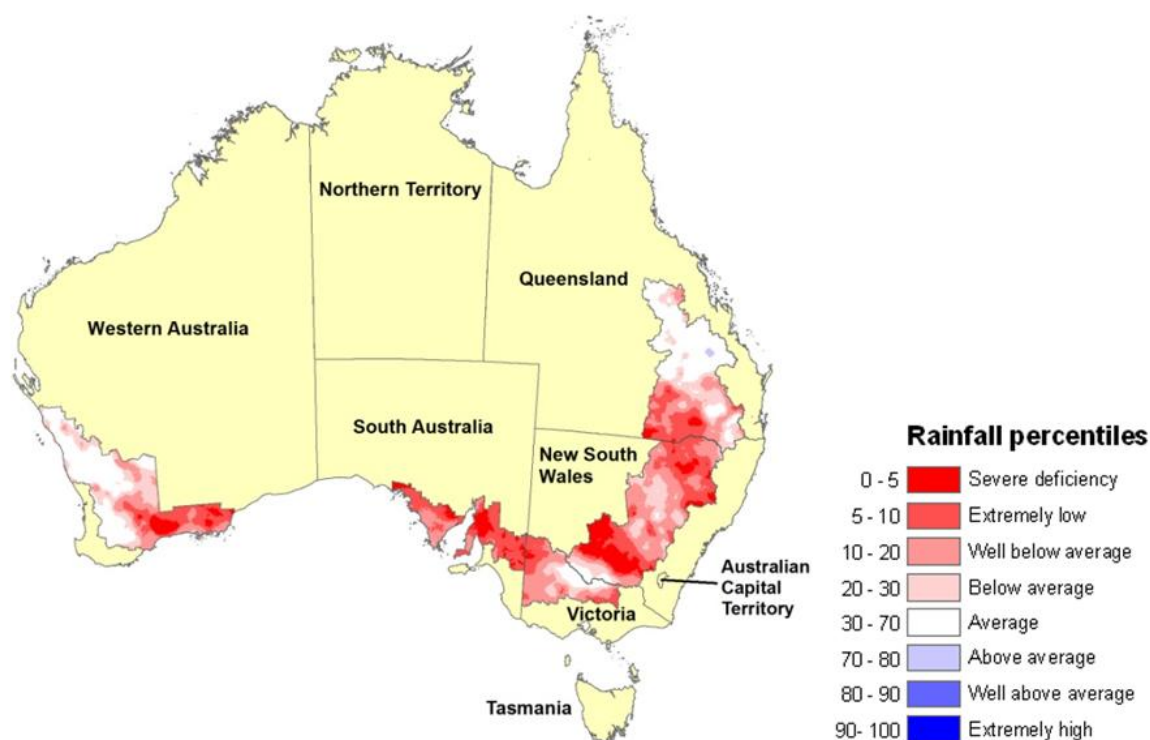 Northern Territory
Queensland
Western Australia
South Australia
New South
Wales
Australian
Capital
Territory
Victoria
Tasmania
Rainfall percentiles
0 - 5 Severe deficiency
5 - 10 Extremely low
10 - 20 Well below average
20 - 30 Below average
30 - 70 Average
70 - 80 Above average
80 - 90 Well above average
90- 100 Extremely high